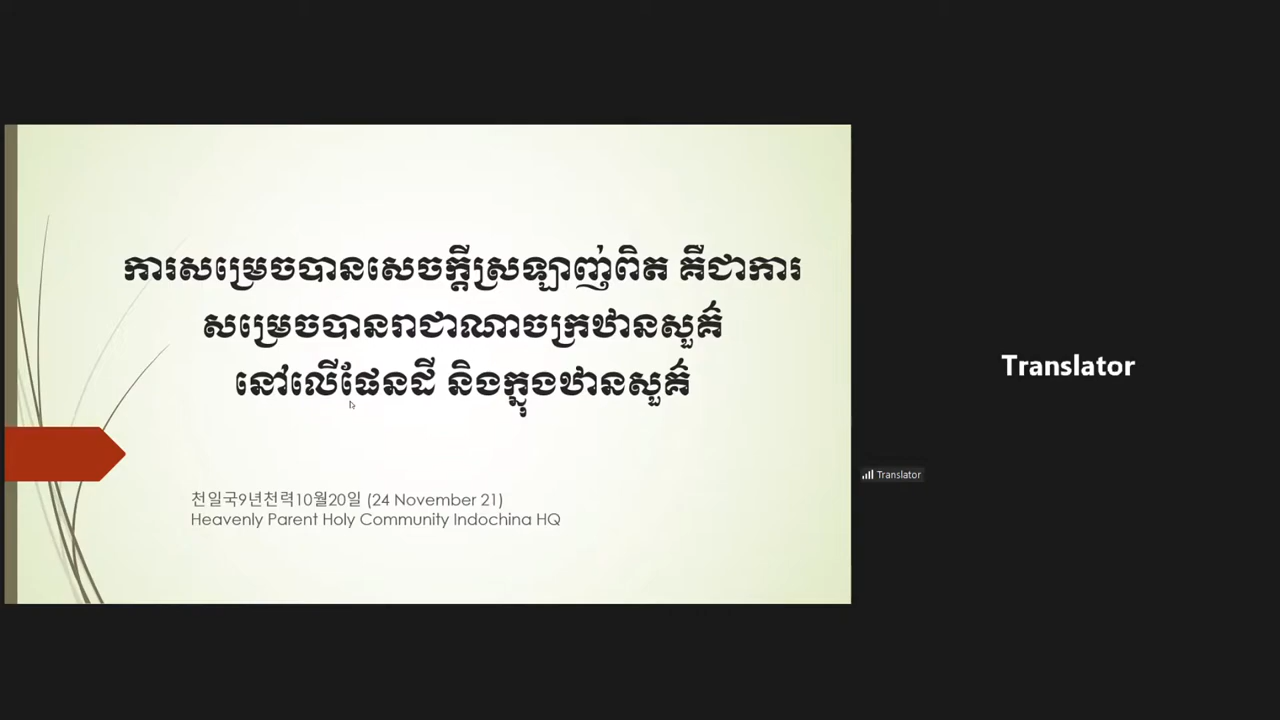 ការសម្រេចបានសេចក្ដីស្រឡាញ់ពិត គឺជាការ
សម្រេចបានរាជាណាចក្រឋានសួគ៌
នៅលើផែនដី និងក្នុងឋានសួគ៌
천일국9년천력10월20일 (24 November 21)
Heavenly Parent Holy Community Indochina HQ
Translator
Translator